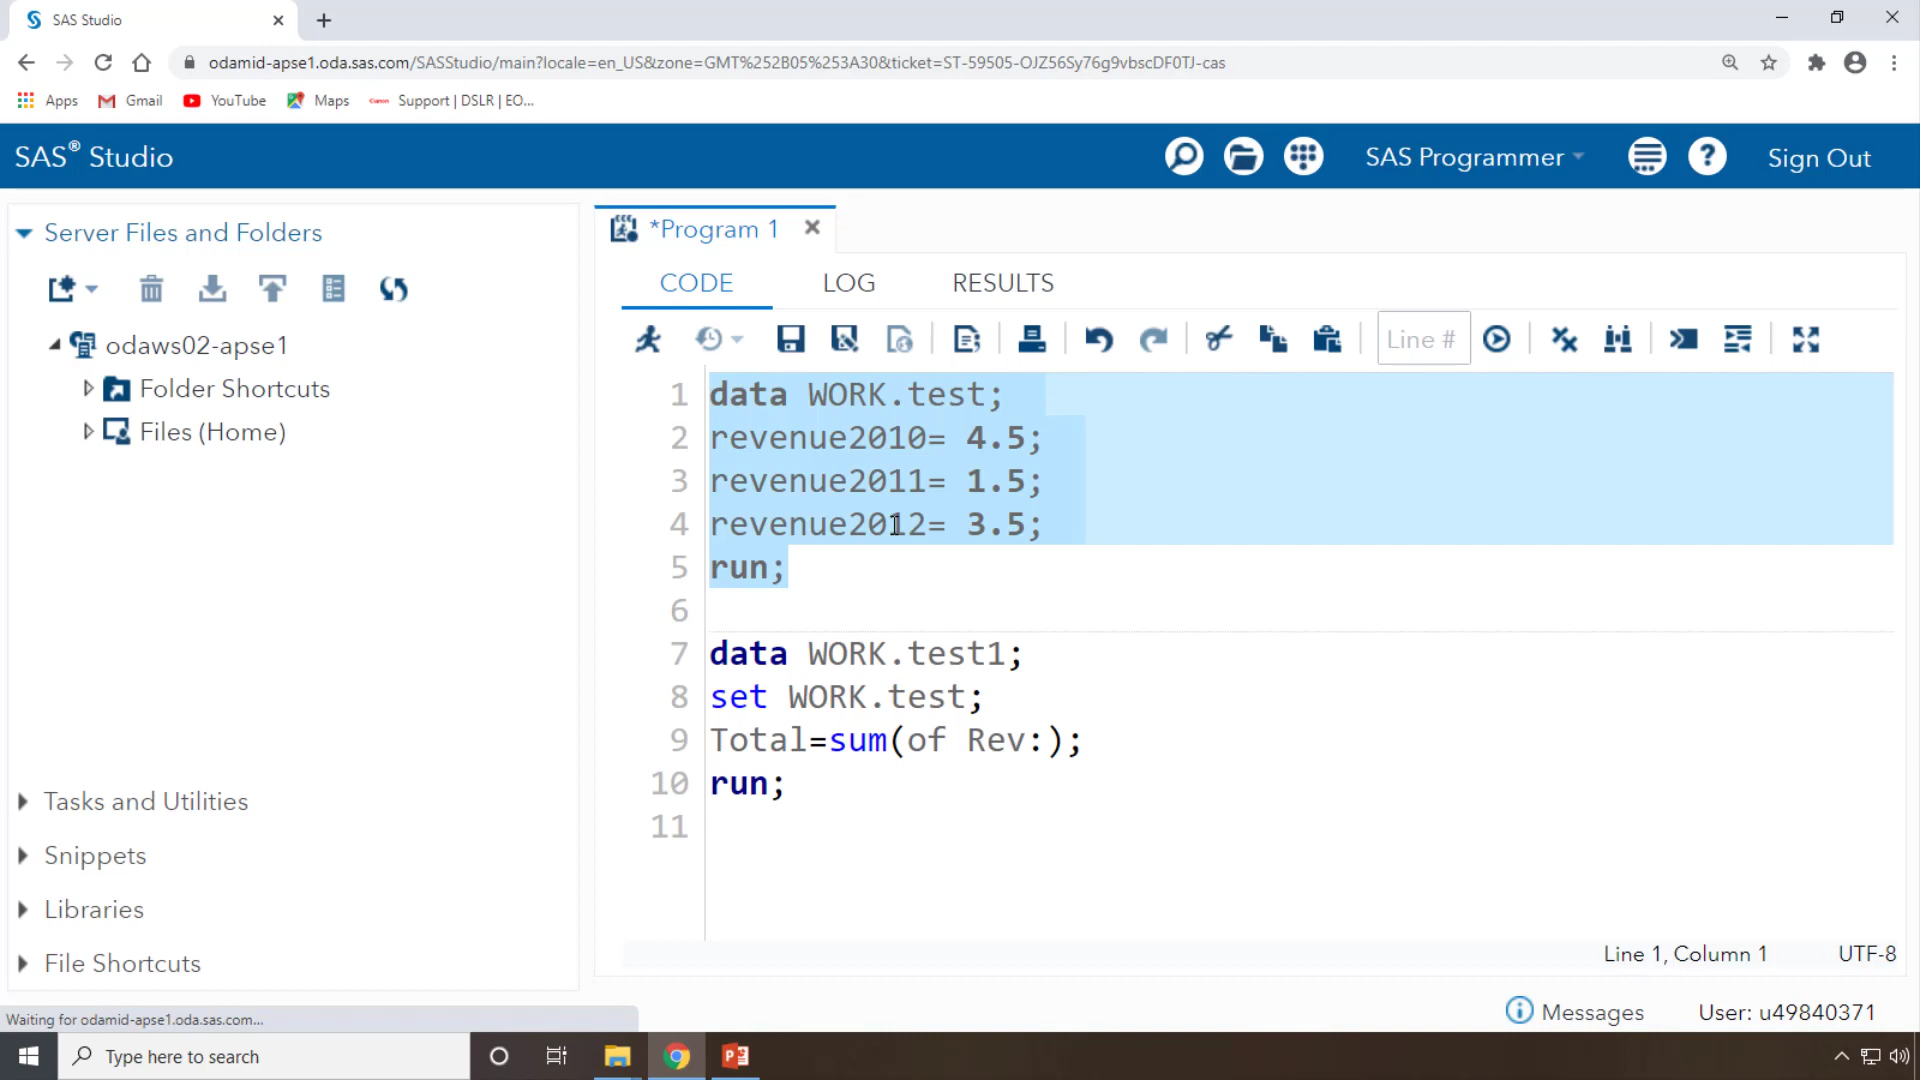 SAS Studio
odamid-apse1.oda.sas.com/SASStudio/main?locale=en_US&zone=GMT%252B05%253A30&ticket=ST-59505-OJZ56Sy76g9vbscDF0TJ-cas
Apps Gmail YouTube Maps Canon Support | DSLR | EO...
SAS® Studio SAS Programmer Sign Out
Server Files and Folders
odaws02-apse1
Folder Shortcuts
Files (Home)
Tasks and Utilities
Snippets
Libraries
File Shortcuts
*Program 1
CODE LOG RESULTS
Line #
1 data WORK.test;
2 revenue2010= 4.5;
3 revenue2011= 1.5;
4 revenue2012= 3.5;
5 run;
6
7 data WORK.test1;
8 set WORK.test;
9 Total=sum(of Rev:);
10 run;
11
Line 1, Column 1 UTF-8
Messages User: u49840371
Waiting for odamid-apse1.oda.sas.com...
Type here to search